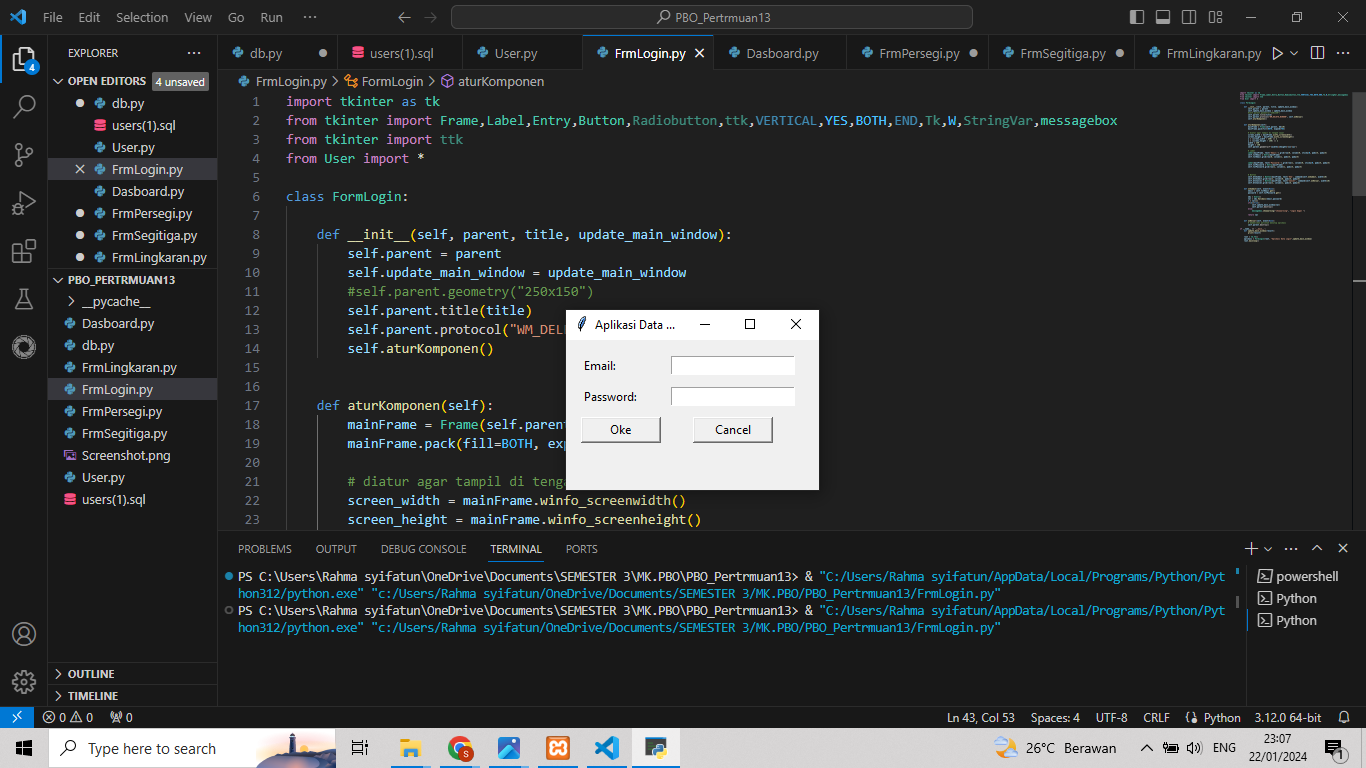 File Edit Selection View Go Run ··· PBO_Pertrmuan13
EXPLORER ···
OPEN EDITORS 4 unsaved
db.py
users(1).sql
User.py
FrmLogin.py
Dasboard.py
FrmPersegi.py
FrmSegitiga.py
FrmLingkaran.py
PBO_PERTRMUAN13
__pycache__
Dasboard.py
db.py
FrmLingkaran.py
FrmLogin.py
FrmPersegi.py
FrmSegitiga.py
Screenshot.png
User.py
users(1).sql
OUTLINE
TIMELINE
4
db.py users(1).sql User.py FrmLogin.py Dasboard.py FrmPersegi.py FrmSegitiga.py FrmLingkaran.py ···
FrmLogin.py > FormLogin > aturKomponen
1 import tkinter as tk
2 from tkinter import Frame,Label,Entry,Button,Radiobutton,ttk,VERTICAL,YES,BOTH,END,Tk,W,StringVar,messagebox
3 from tkinter import ttk
4 from User import *
5
6 class FormLogin:
7
8 def __init__(self, parent, title, update_main_window):
9 self.parent = parent
10 self.update_main_window = update_main_window
11 #self.parent.geometry("250x150")
12 self.parent.title(title)
13 self.parent.protocol("WM_DEL
14 self.aturKomponen()
15
16
17 def aturKomponen(self):
18 mainFrame = Frame(self.paren
19 mainFrame.pack(fill=BOTH, ex
20
21 # diatur agar tampil di teng
22 screen_width = mainFrame.winfo_screenwidth()
23 screen_height = mainFrame.winfo_screenheight()
Aplikasi Data ...
Email:
Password:
Oke Cancel
PROBLEMS OUTPUT DEBUG CONSOLE TERMINAL PORTS ···
PS C:\Users\Rahma syifatun\OneDrive\Documents\SEMESTER 3\MK.PBO\PBO_Pertrmuan13> & "C:/Users/Rahma syifatun/AppData/Local/Programs/Python/Pyt
hon312/python.exe" "c:/Users/Rahma syifatun/OneDrive/Documents/SEMESTER 3/MK.PBO/PBO_Pertrmuan13/FrmLogin.py"
PS C:\Users\Rahma syifatun\OneDrive\Documents\SEMESTER 3\MK.PBO\PBO_Pertrmuan13> & "C:/Users/Rahma syifatun/AppData/Local/Programs/Python/Pyt
hon312/python.exe" "c:/Users/Rahma syifatun/OneDrive/Documents/SEMESTER 3/MK.PBO/PBO_Pertrmuan13/FrmLogin.py"
powershell
Python
Python
0 0 0 Ln 43, Col 53 Spaces: 4 UTF-8 CRLF Python 3.12.0 64-bit
Type here to search 26°C Berawan ENG 23:07
22/01/2024 1